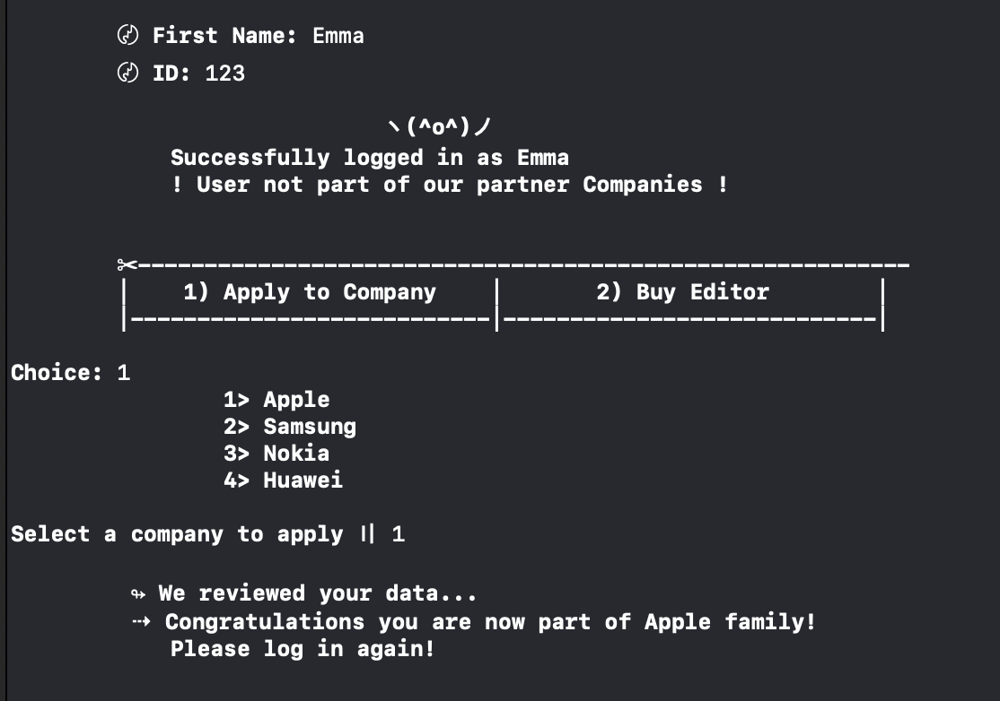 First Name: Emma
ID: 123
ヽ(^o^)ノ
Successfully logged in as Emma
! User not part of our partner Companies !
✂----------------------------------------------------------
| 1) Apply to Company | 2) Buy Editor |
|---------------------------|----------------------------|
Choice: 1
1> Apple
2> Samsung
3> Nokia
4> Huawei
Select a company to apply || 1
↬ We reviewed your data...
⇢ Congratulations you are now part of Apple family!
Please log in again!